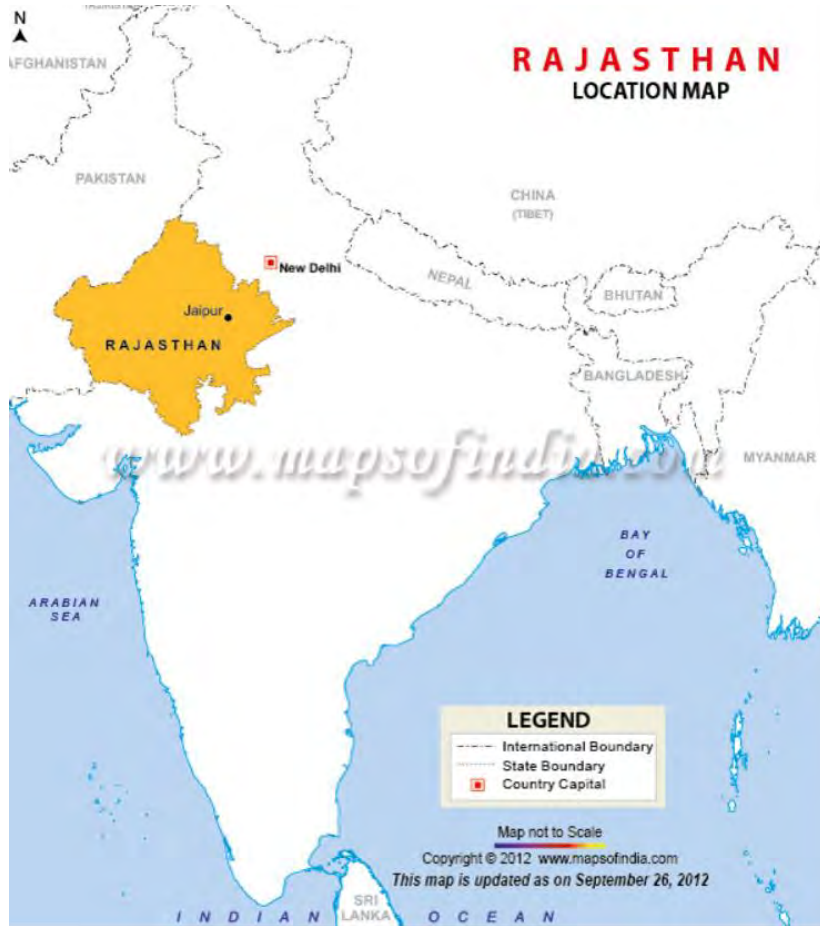 N
AFGHANISTAN
RAJASTHAN
LOCATION MAP
PAKISTAN
CHINA
(TIBET)
New Delhi
NEPAL
BHUTAN
Jaipur
RAJASTHAN
BANGLADESH
www.mapsofindia.com
MYANMAR
BAY
OF
BENGAL
ARABIAN
SEA
LEGEND
International Boundary
State Boundary
Country Capital
Map not to Scale
Copyright © 2012 www.mapsofindia.com
This map is updated as on September 26, 2012
SRI
LANKA
INDIAN OCEAN